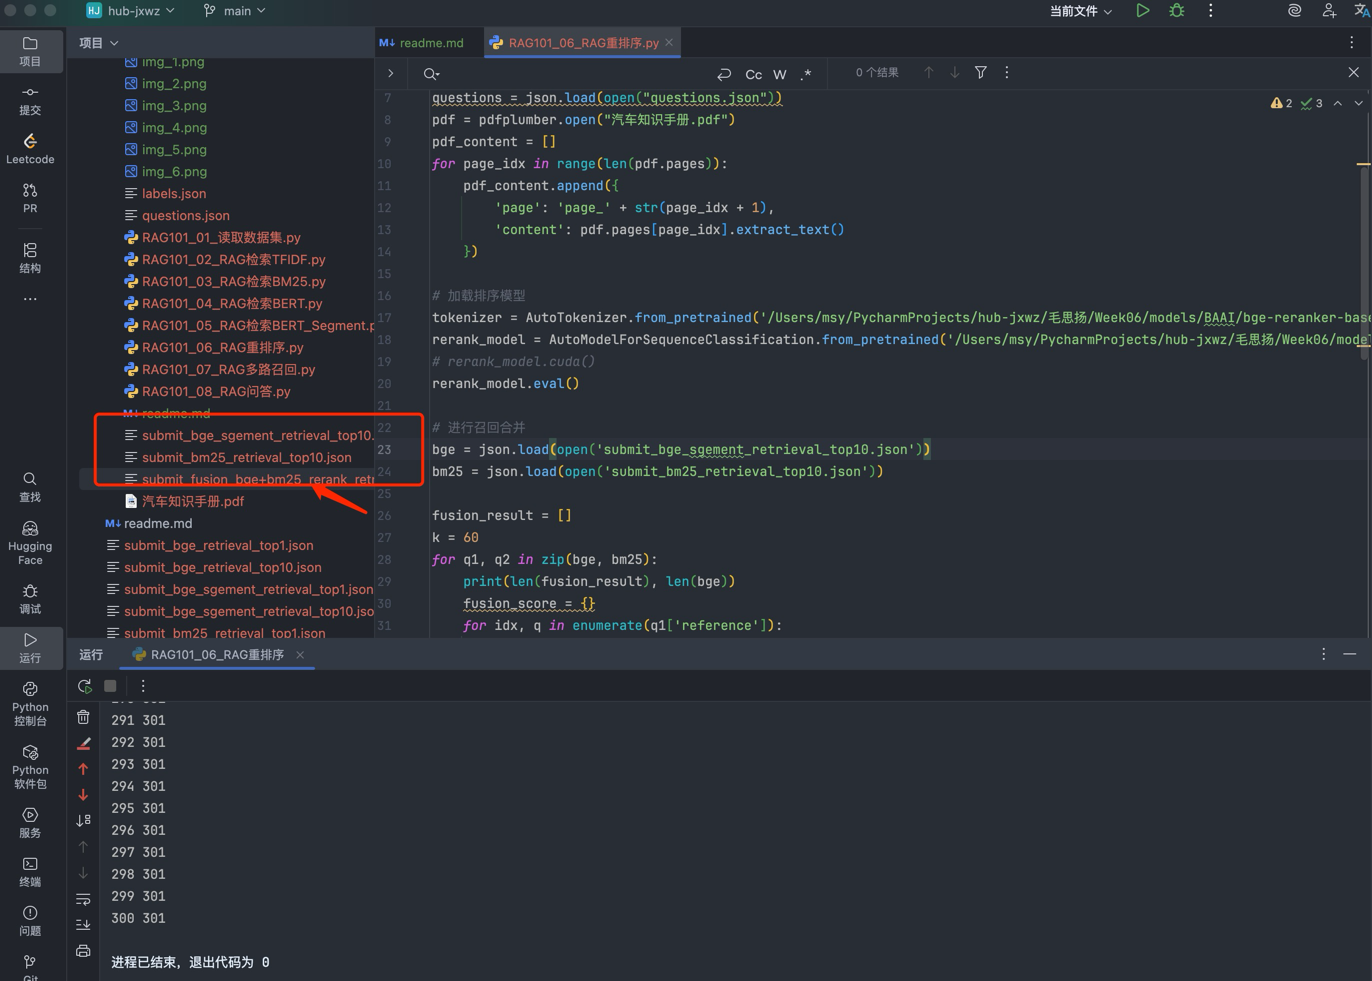 HJ hub-jxwz
main
当前文件
项目
提交
Leetcode
PR
结构
查找
Hugging
Face
调试
运行
Python
控制台
Python
软件包
服务
终端
问题
Git
项目
img_1.png
img_2.png
img_3.png
img_4.png
img_5.png
img_6.png
labels.json
questions.json
RAG101_01_读取数据集.py
RAG101_02_RAG检索TFIDF.py
RAG101_03_RAG检索BM25.py
RAG101_04_RAG检索BERT.py
RAG101_05_RAG检索BERT_Segment.p
RAG101_06_RAG重排序.py
RAG101_07_RAG多路召回.py
RAG101_08_RAG问答.py
M↓ readme.md
submit_bge_sgement_retrieval_top10.
submit_bm25_retrieval_top10.json
submit_fusion_bge+bm25_rerank_retr
汽车知识手册.pdf
M↓ readme.md
submit_bge_retrieval_top1.json
submit_bge_retrieval_top10.json
submit_bge_sgement_retrieval_top1.json
submit_bge_sgement_retrieval_top10.jso
submit_bm25_retrieval_top1.json
M↓ readme.md
RAG101_06_RAG重排序.py
Cc W .*
0 个结果
2 3
7 questions = json.load(open("questions.json"))
8 pdf = pdfplumber.open("汽车知识手册.pdf")
9 pdf_content = []
10 for page_idx in range(len(pdf.pages)):
11 pdf_content.append({
12 'page': 'page_' + str(page_idx + 1),
13 'content': pdf.pages[page_idx].extract_text()
14 })
15
16 # 加载排序模型
17 tokenizer = AutoTokenizer.from_pretrained('/Users/msy/PycharmProjects/hub-jxwz/毛思扬/Week06/models/BAAI/bge-reranker-bas
18 rerank_model = AutoModelForSequenceClassification.from_pretrained('/Users/msy/PycharmProjects/hub-jxwz/毛思扬/Week06/mode
19 # rerank_model.cuda()
20 rerank_model.eval()
21
22 # 进行召回合并
23 bge = json.load(open('submit_bge_sgement_retrieval_top10.json'))
24 bm25 = json.load(open('submit_bm25_retrieval_top10.json'))
25
26 fusion_result = []
27 k = 60
28 for q1, q2 in zip(bge, bm25):
29 print(len(fusion_result), len(bge))
30 fusion_score = {}
31 for idx, q in enumerate(q1['reference']):
运行
RAG101_06_RAG重排序
291 301
292 301
293 301
294 301
295 301
296 301
297 301
298 301
299 301
300 301
进程已结束，退出代码为 0